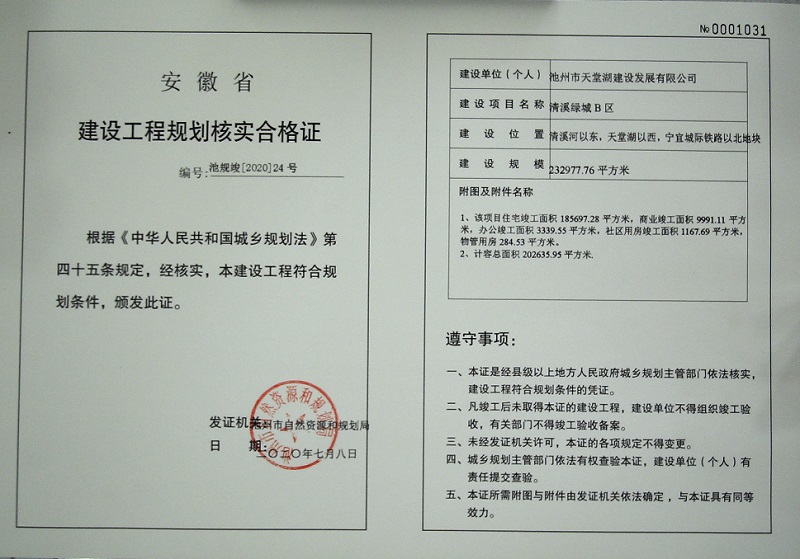 安徽省
建设工程规划核实合格证
编号:池规竣[2020]24号
根据《中华人民共和国城乡规划法》第
四十五条规定，经核实，本建设工程符合规
划条件，颁发此证。
发证机关:池州市自然资源和规划局
日期:二〇二〇年七月八日
№0001031
建设单位（个人） 池州市天堂湖建设发展有限公司
建设项目名称 清溪绿城B区
建设位置 清溪河以东，天堂湖以西，宁宜城际铁路以北地块
建设规模 232977.76平方米
附图及附件名称
1、该项目住宅竣工面积185697.28平方米，商业竣工面积9991.11平方
米，办公竣工面积3339.55平方米，社区用房竣工面积1167.69平方米，
物管用房284.53平方米。
2、计容总面积202635.95平方米.
遵守事项:
一、本证是经县级以上地方人民政府城乡规划主管部门依法核实，
建设工程符合规划条件的凭证。
二、凡竣工后未取得本证的建设工程，建设单位不得组织竣工验
收，有关部门不得竣工验收备案。
三、未经发证机关许可，本证的各项规定不得变更。
四、城乡规划主管部门依法有权查验本证，建设单位（个人）有
责任提交查验。
五、本证所需附图与附件由发证机关依法确定，与本证具有同等
效力。